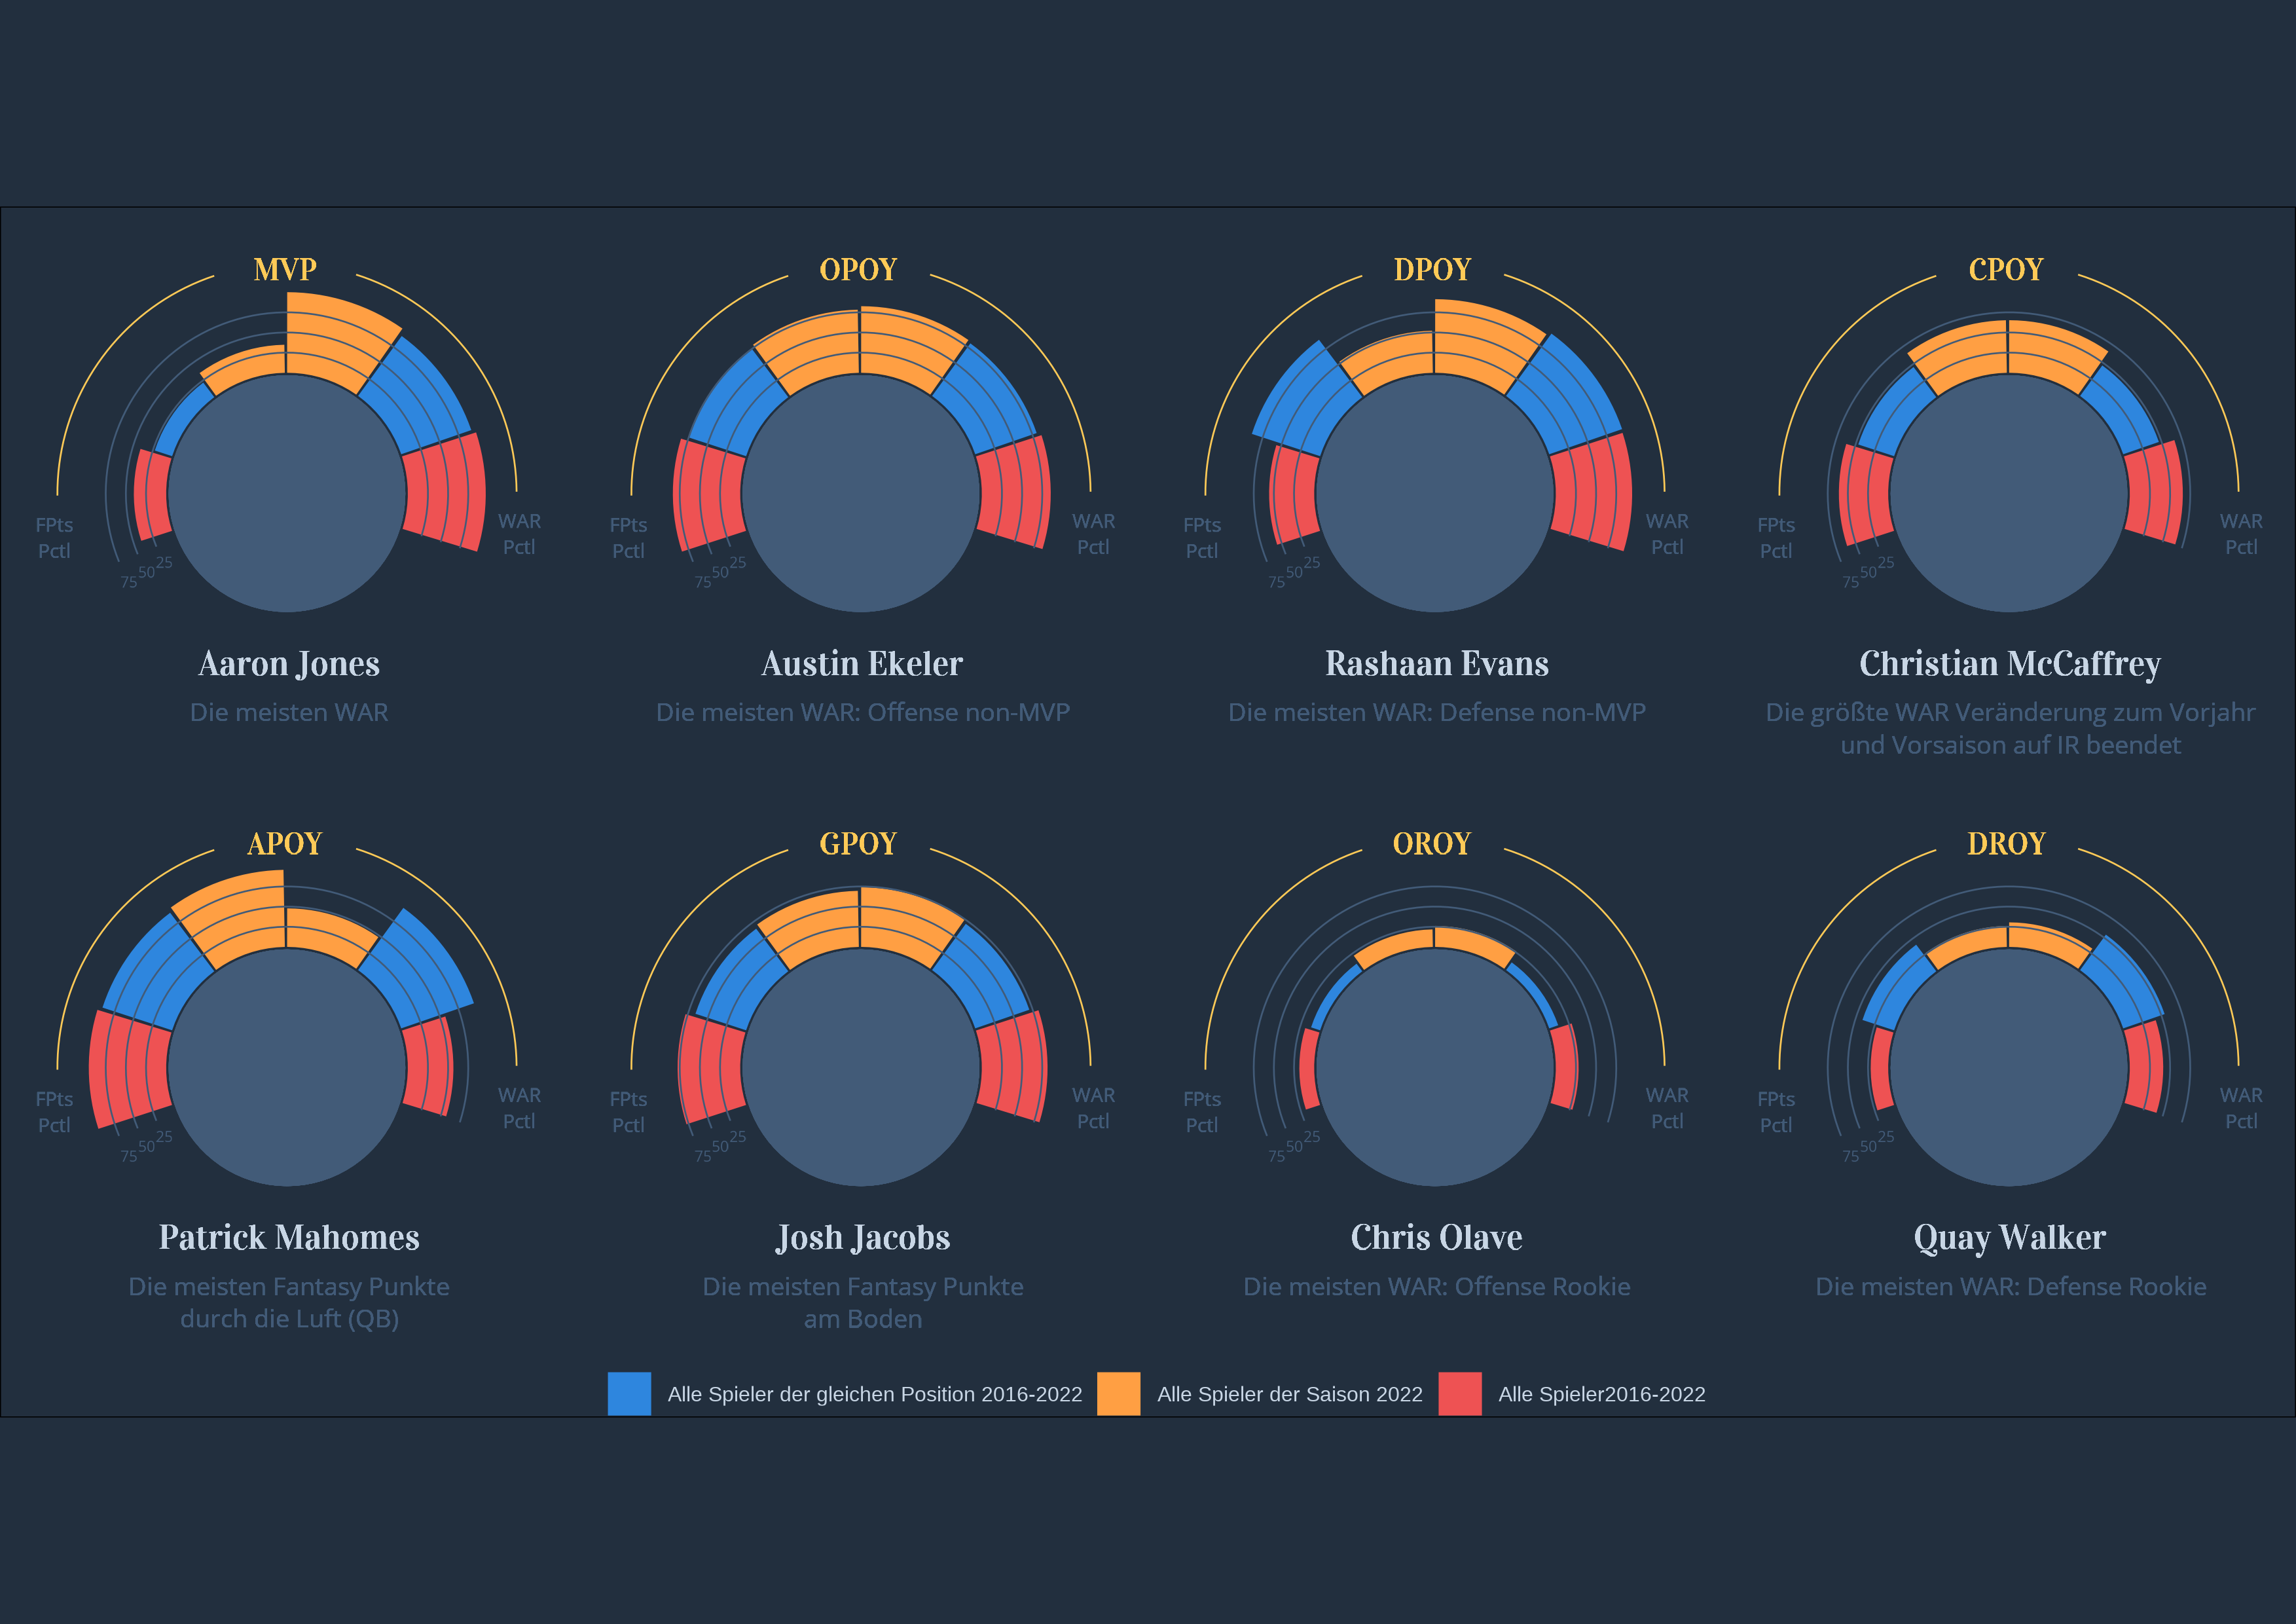 MVP
FPts
Pctl
WAR
Pctl
75 50 25
Aaron Jones
Die meisten WAR
OPOY
FPts
Pctl
WAR
Pctl
75 50 25
Austin Ekeler
Die meisten WAR: Offense non-MVP
DPOY
FPts
Pctl
WAR
Pctl
75 50 25
Rashaan Evans
Die meisten WAR: Defense non-MVP
CPOY
FPts
Pctl
WAR
Pctl
75 50 25
Christian McCaffrey
Die größte WAR Veränderung zum Vorjahr
und Vorsaison auf IR beendet
APOY
FPts
Pctl
WAR
Pctl
75 50 25
Patrick Mahomes
Die meisten Fantasy Punkte
durch die Luft (QB)
GPOY
FPts
Pctl
WAR
Pctl
75 50 25
Josh Jacobs
Die meisten Fantasy Punkte
am Boden
OROY
FPts
Pctl
WAR
Pctl
75 50 25
Chris Olave
Die meisten WAR: Offense Rookie
DROY
FPts
Pctl
WAR
Pctl
75 50 25
Quay Walker
Die meisten WAR: Defense Rookie
Alle Spieler der gleichen Position 2016-2022
Alle Spieler der Saison 2022
Alle Spieler2016-2022